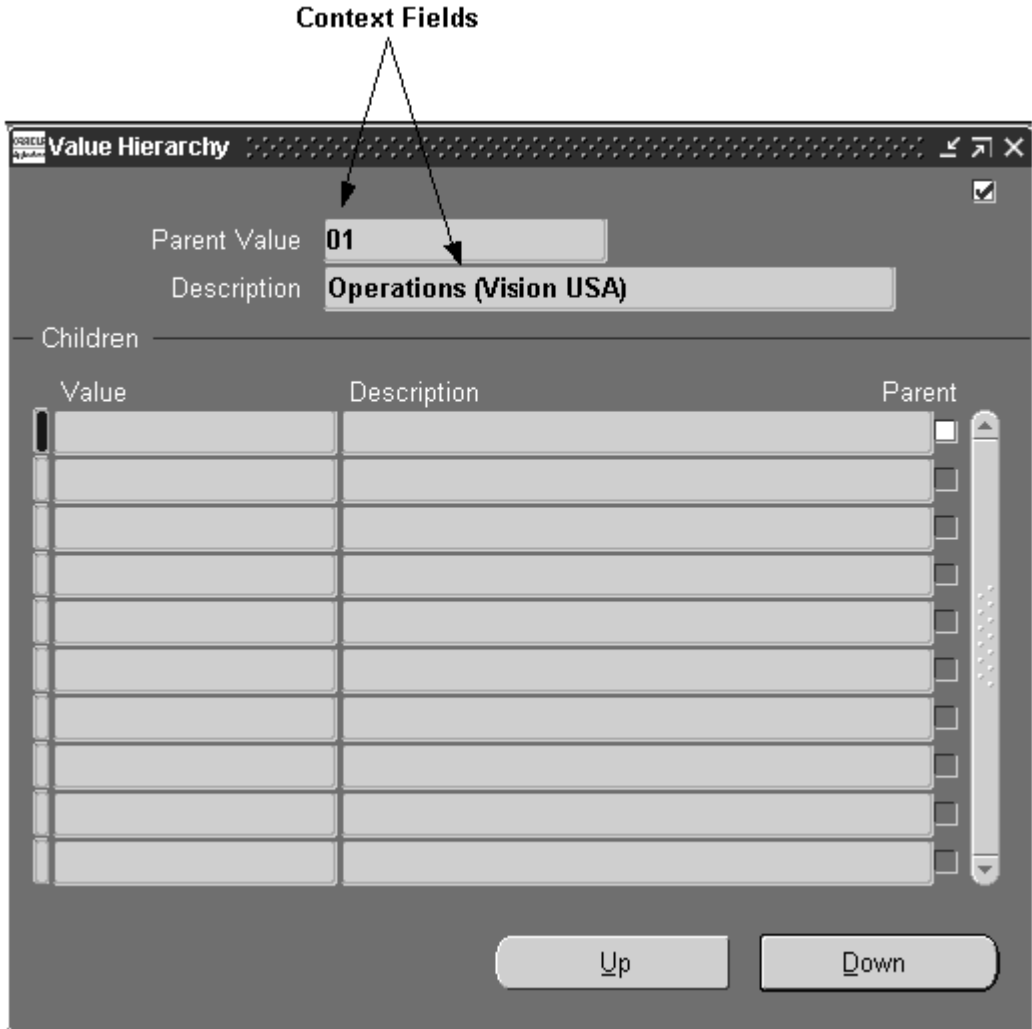 Context Fields
Value Hierarchy
Parent Value 01
Description Operations (Vision USA)
Children
Value Description Parent
Up Down